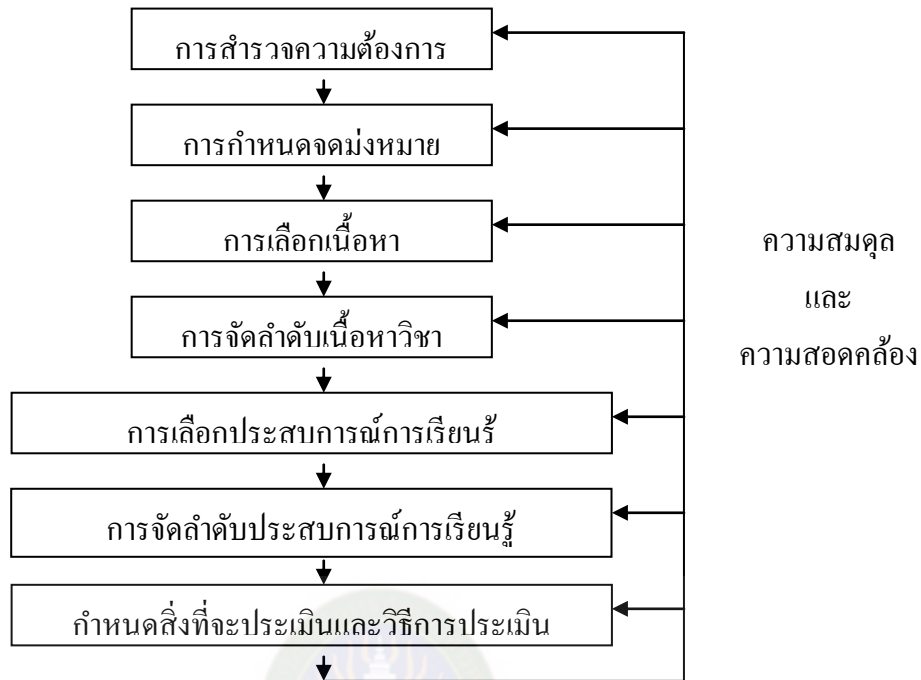 การสำรวจความต้องการ
การกำหนดจุดมุ่งหมาย
การเลือกเนื้อหา
การจัดลำดับเนื้อหาวิชา
ความสมดุล
และ
ความสอดคล้อง
การเลือกประสบการณ์การเรียนรู้
การจัดลำดับประสบการณ์การเรียนรู้
กำหนดสิ่งที่จะประเมินและวิธีการประเมิน